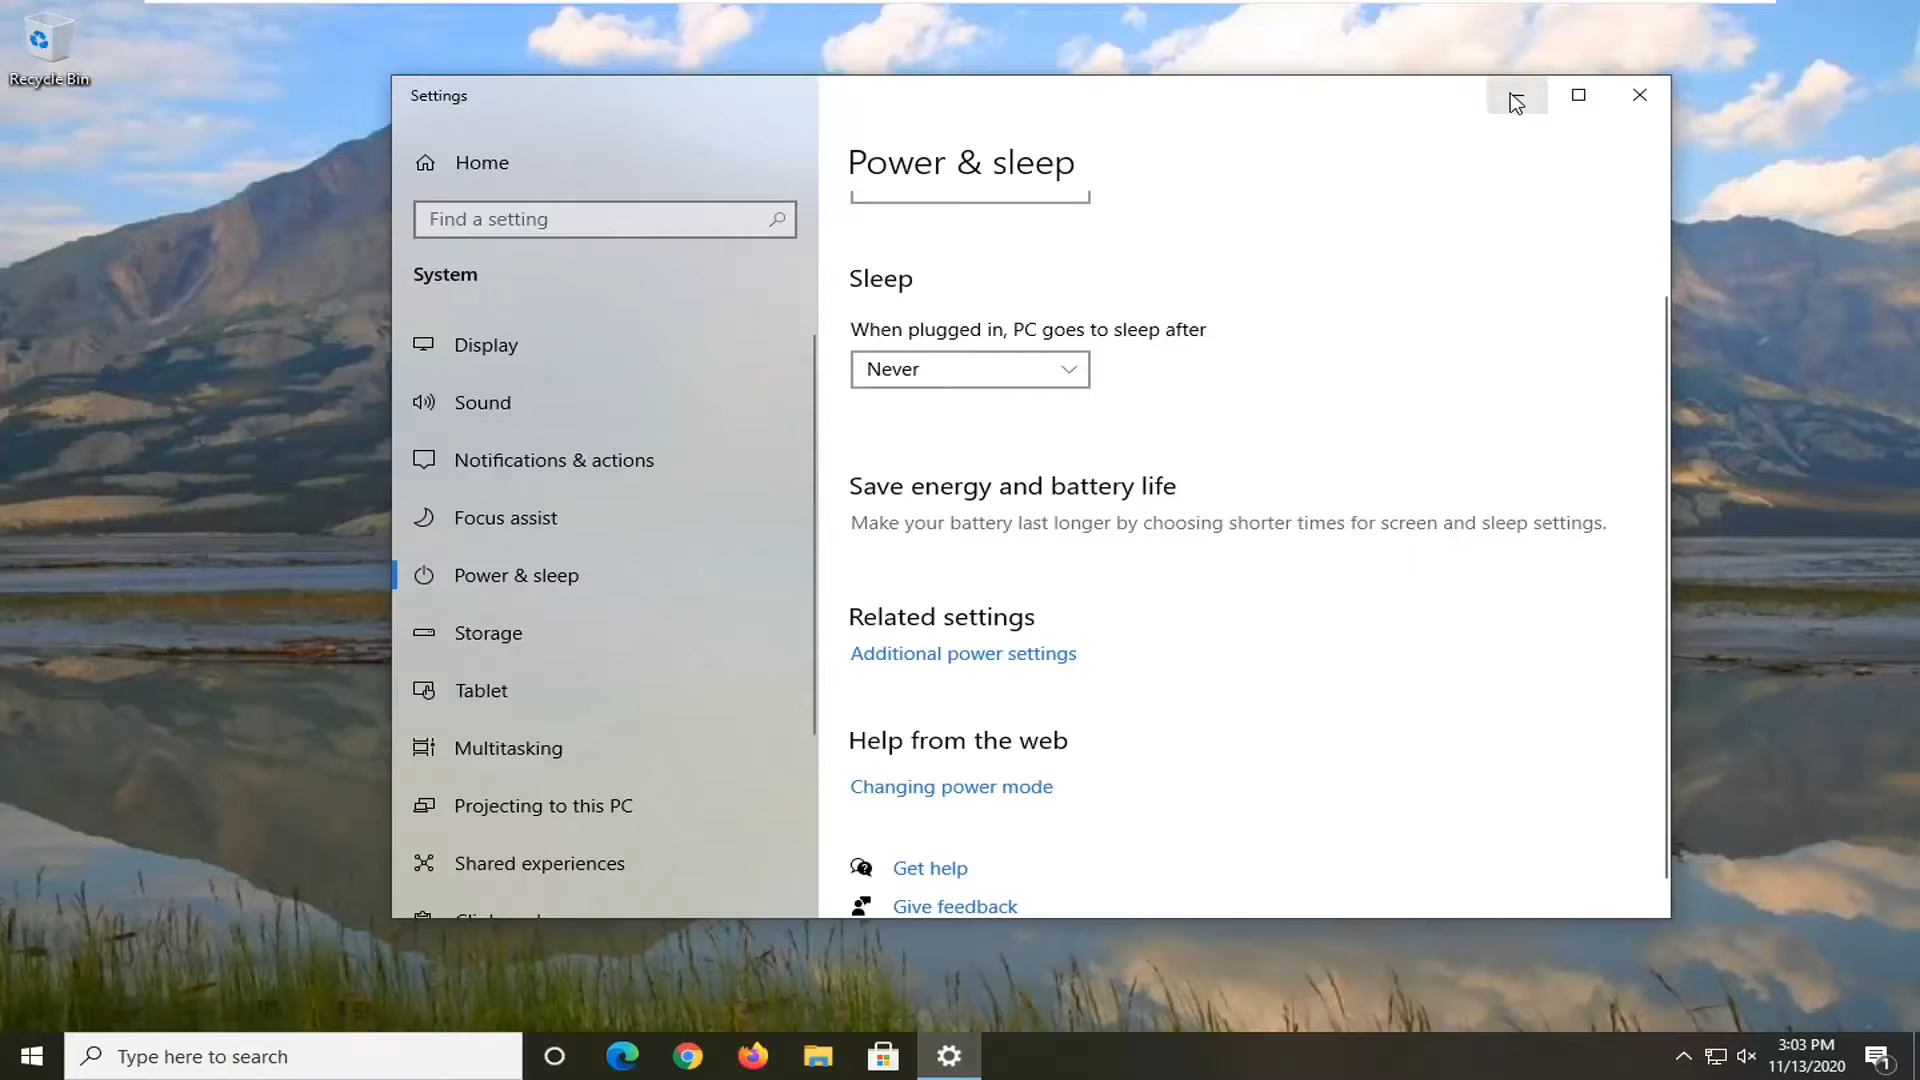 Recycle Bin
Settings
Home
Find a setting
System
Display
Sound
Notifications & actions
Focus assist
Power & sleep
Storage
Tablet
Multitasking
Projecting to this PC
Shared experiences
Power & sleep
Sleep
When plugged in, PC goes to sleep after
Never
Save energy and battery life
Make your battery last longer by choosing shorter times for screen and sleep settings.
Related settings
Additional power settings
Help from the web
Changing power mode
Get help
Give feedback
Type here to search
3:03 PM
11/13/2020
1